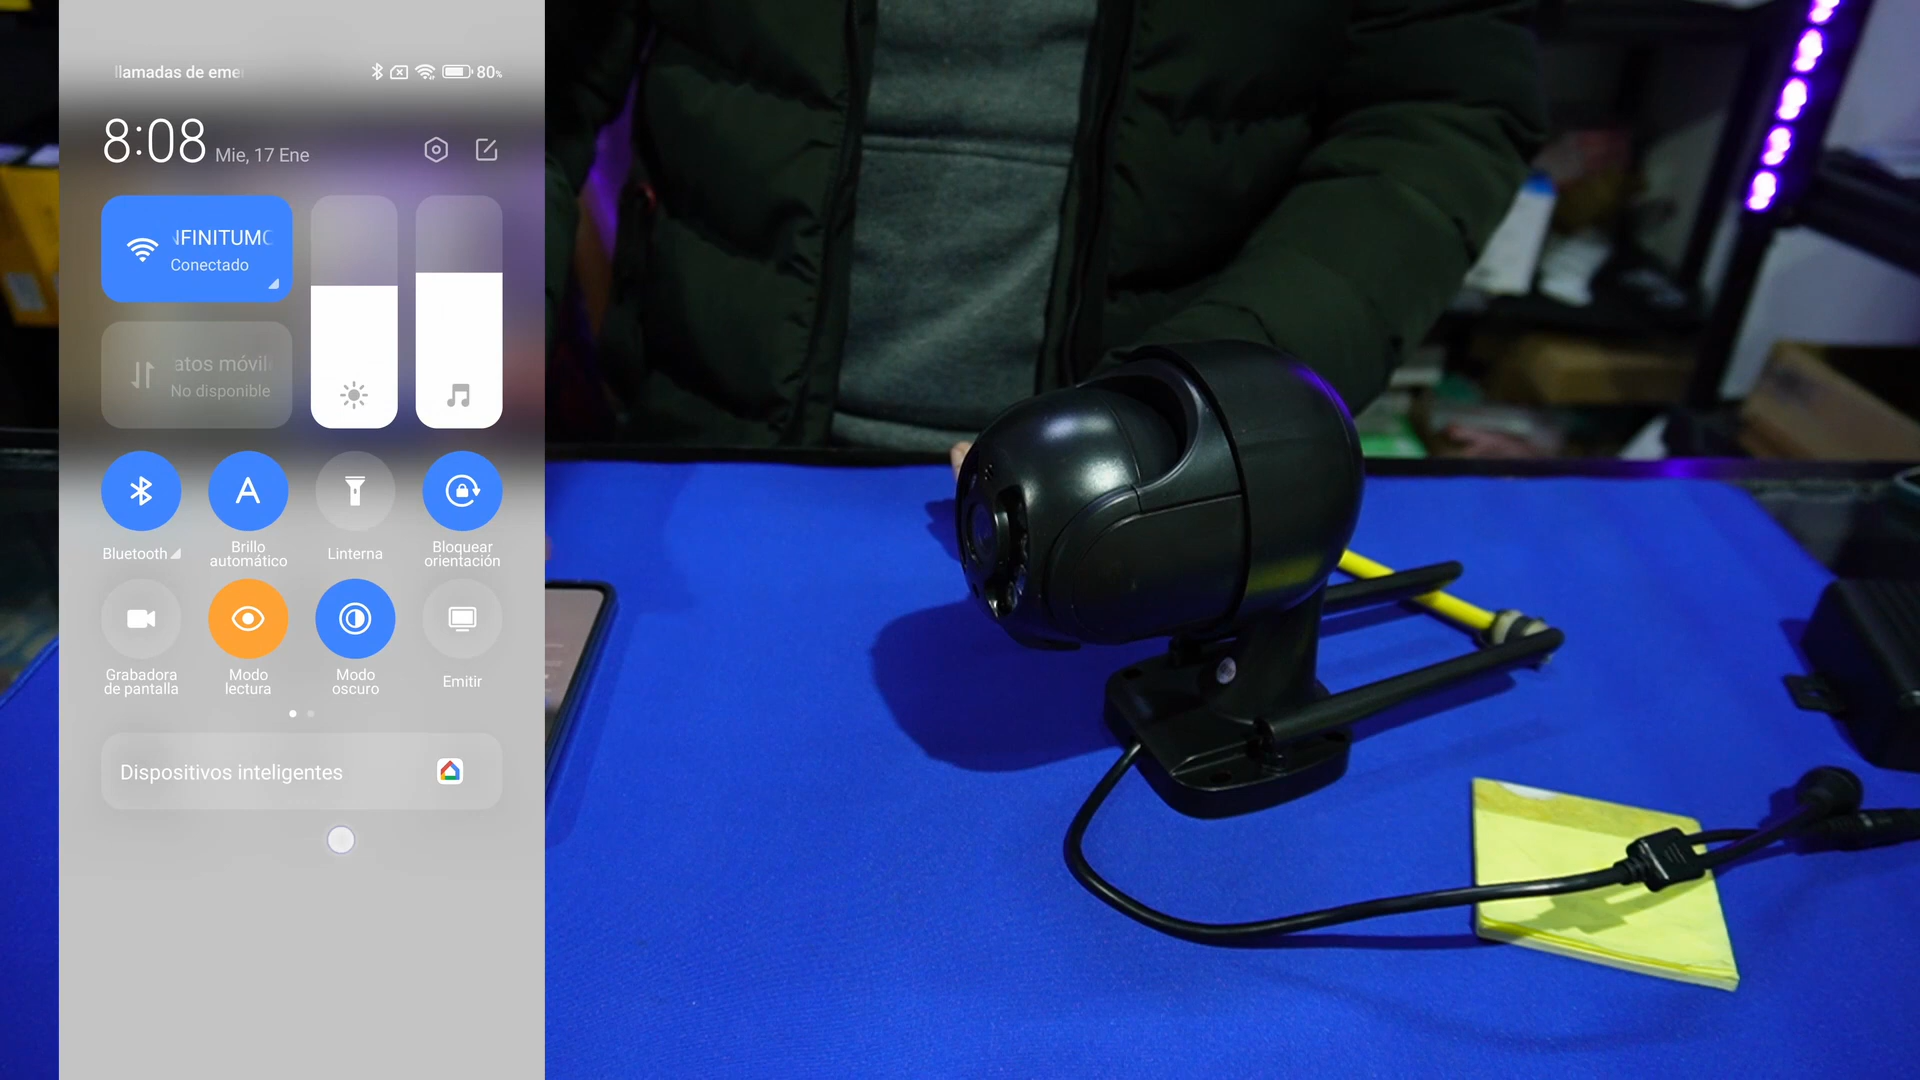 llamadas de eme
80%
8:08 Mie, 17 Ene
NFINITUMC
Conectado
atos móvil
No disponible
Bluetooth
Brillo
automático
Linterna
Bloquear
orientación
Grabadora
de pantalla
Modo
lectura
Modo
oscuro
Emitir
Dispositivos inteligentes